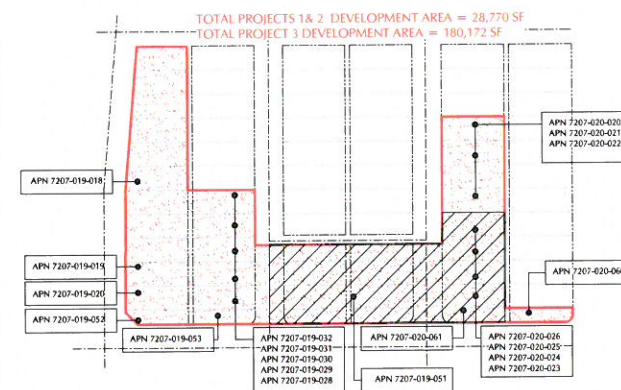 TOTAL PROJECTS 1& 2 DEVELOPMENT AREA = 28,770 SF
TOTAL PROJECT 3 DEVELOPMENT AREA = 180,172 SF
APN 7207-020-020
APN 7207-020-021
APN 7207-020-022
APN 7207-019-018
APN 7207-019-019
APN 7207-019-020
APN 7207-019-052
APN 7207-020-06
APN 7207-019-053
APN 7207-019-032
APN 7207-019-031
APN 7207-019-030
APN 7207-019-029
APN 7207-019-028
APN 7207-020-061
APN 7207-019-051
APN 7207-020-026
APN 7207-020-025
APN 7207-020-024
APN 7207-020-023